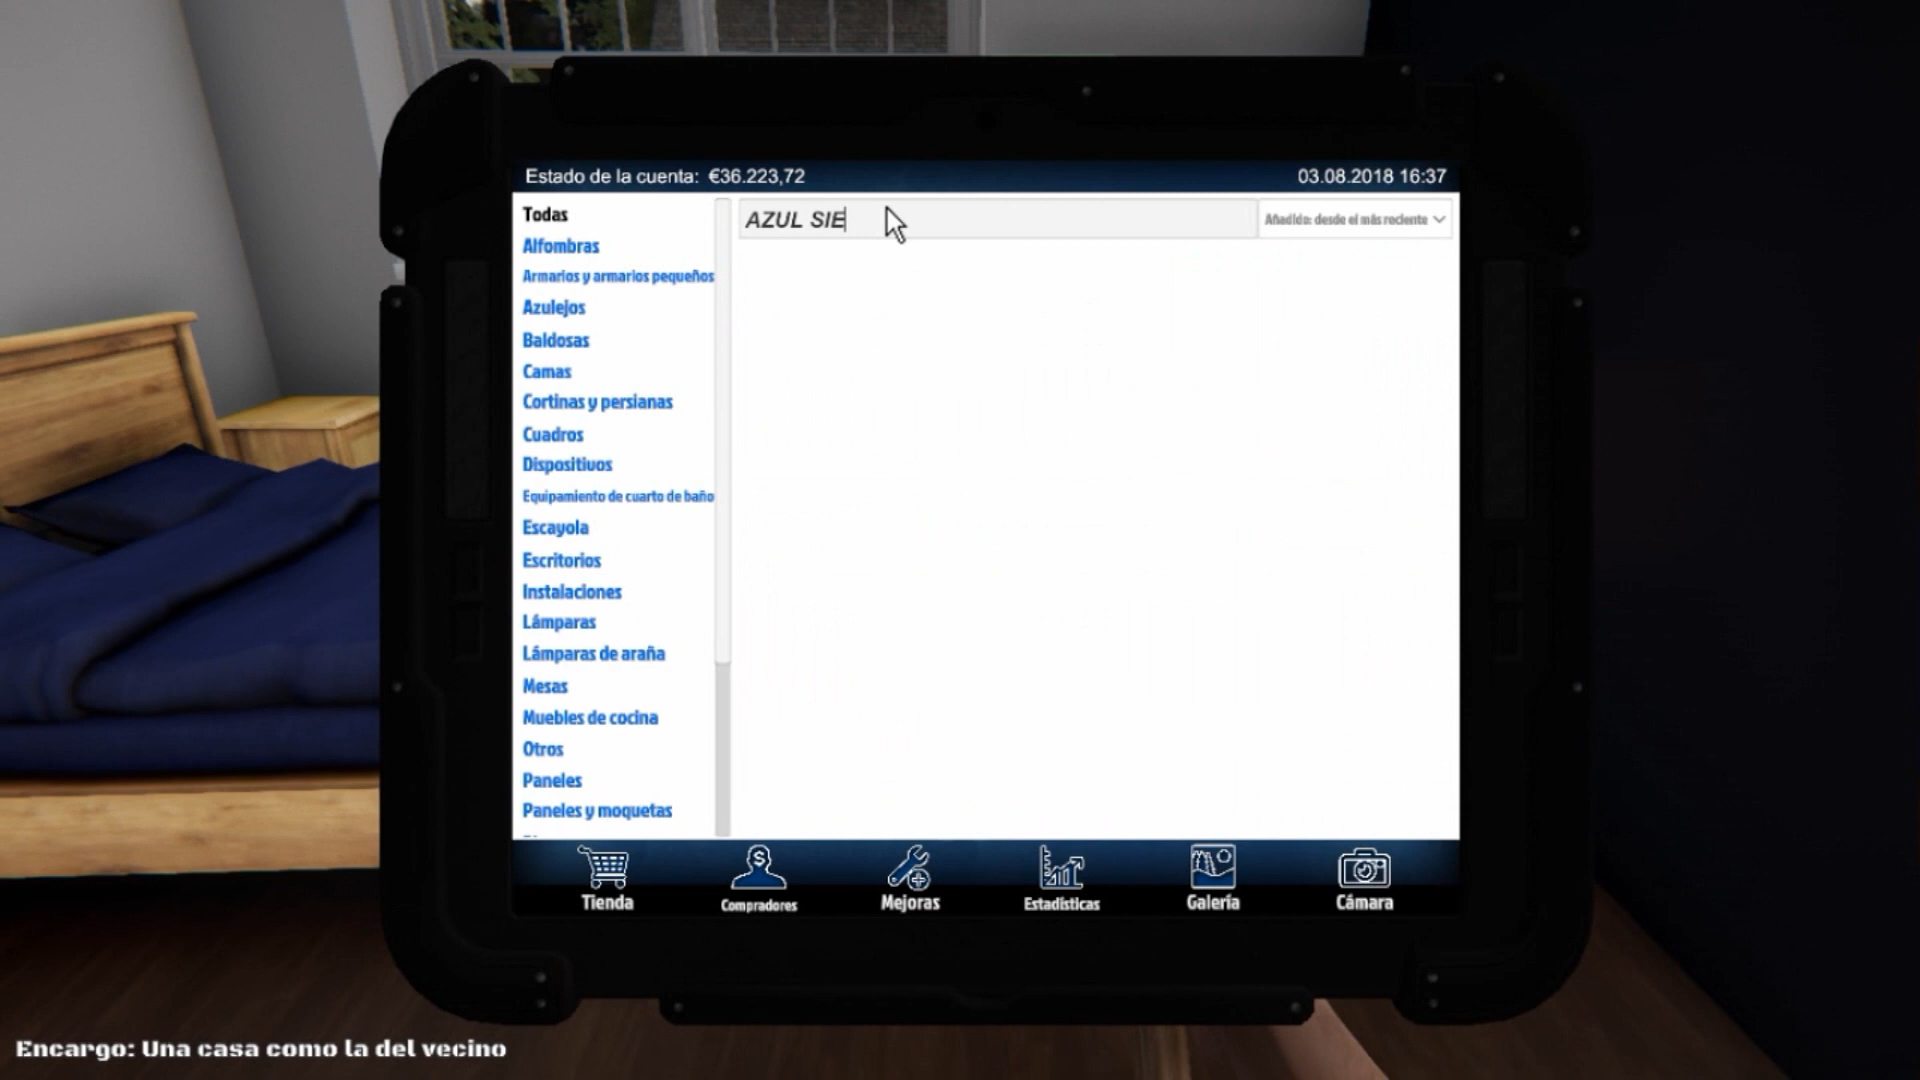 Estado de la cuenta: €36.223,72
03.08.2018 16:37
Todas
Alfombras
Armarios y armarios pequeños
Azulejos
Baldosas
Camas
Cortinas y persianas
Cuadros
Dispositivos
Equipamiento de cuarto de baño
Escayola
Escritorios
Instalaciones
Lámparas
Lámparas de araña
Mesas
Muebles de cocina
Otros
Paneles
Paneles y moquetas
AZUL SIE
Añadido: desde el más reciente
Tienda
Compradores
Mejoras
Estadísticas
Galería
Cámara
Encargo: Una casa como la del vecino